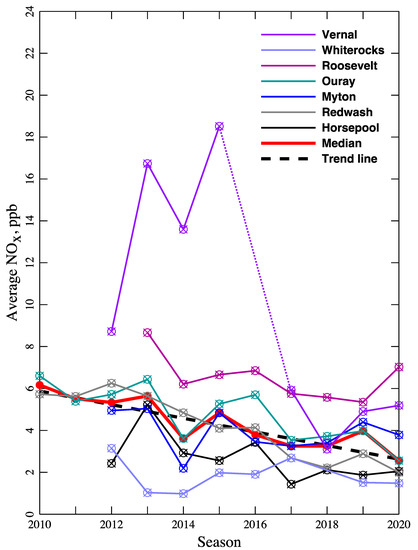 24
22
20
18
16
14
12
10
8
6
4
2
0
Average NOX, ppb
Vernal
Whiterocks
Roosevelt
Ouray
Myton
Redwash
Horsepool
Median
Trend line
2010 2012 2014 2016 2018 2020
Season